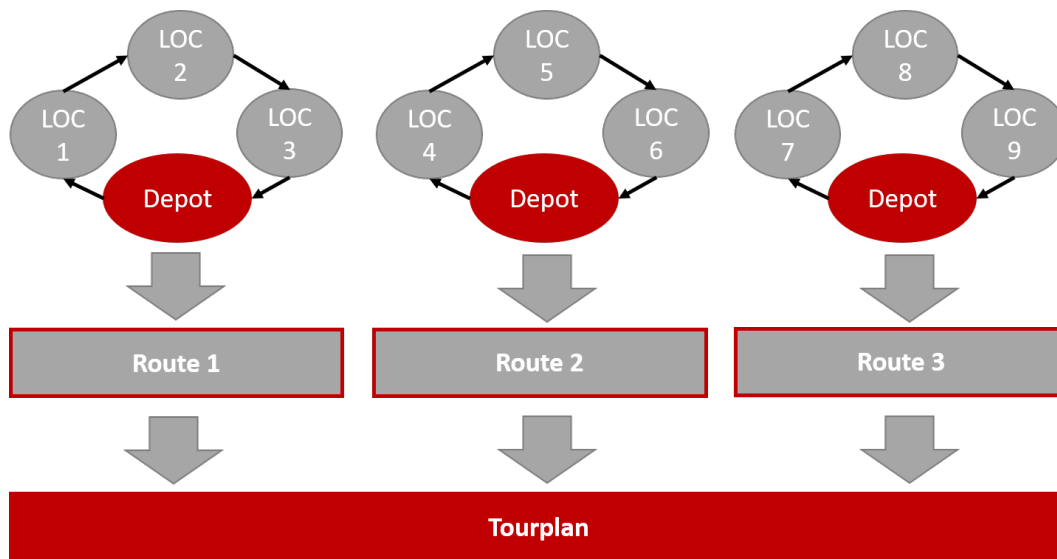 LOC
2
LOC
5
LOC
8
LOC
1
LOC
3
LOC
4
LOC
6
LOC
7
LOC
9
Depot
Depot
Depot
Route 1
Route 2
Route 3
Tourplan